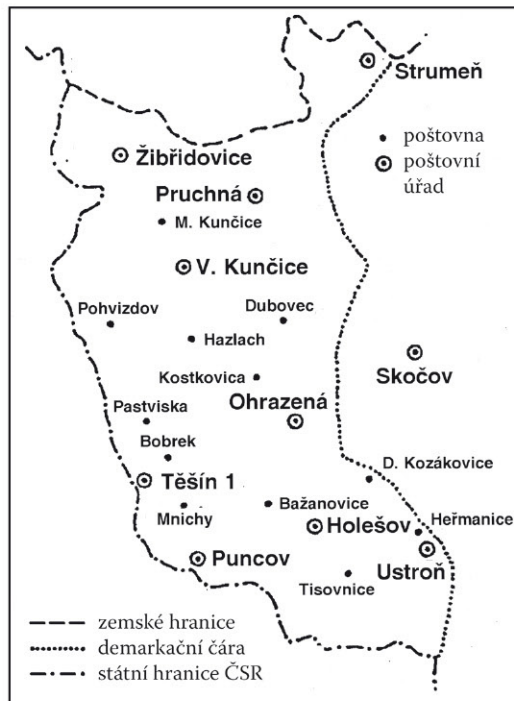 Strumeň
poštovna
poštovní
úřad
Žibřidovice
Pruchná
M. Kunčice
V. Kunčice
Dubovec
Pohvizdov
Hazlach
Skočov
Kostkovica
Ohrazená
Pastviska
Bobrek
D. Kozákovice
Těšín 1
Bažanovice
Mnichy
Holešov
Heřmanice
Puncov
Ustroň
Tisovnice
zemské hranice
demarkační čára
státní hranice ČSR